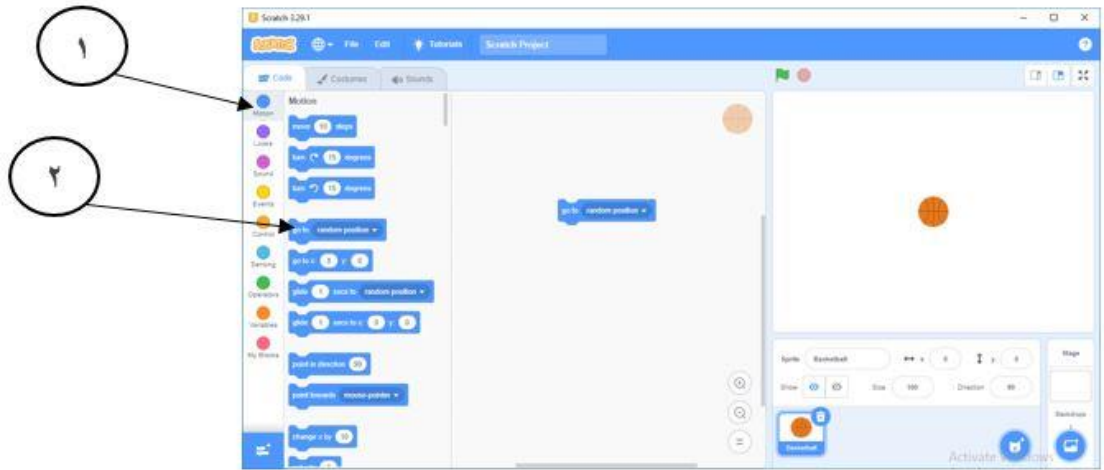 Scratch 3.29.1
SCRATCH File Edit Tutorials Scratch Project
Code Costumes Sounds
Motion
Looks
Sound
Events
Control
Sensing
Operators
Variables
My Blocks
Motion
move 10 steps
turn 15 degrees
turn 15 degrees
go to random position
go to x: y: 0
glide 1 secs to random position
glide 1 secs to x: y: 0
point in direction 90
point towards mouse-pointer
change x by 10
go to random position
Sprite Basketball x y
Show Size 100 Direction 90
Basketball
Stage
Backdrops
Activate Windows
١
٢